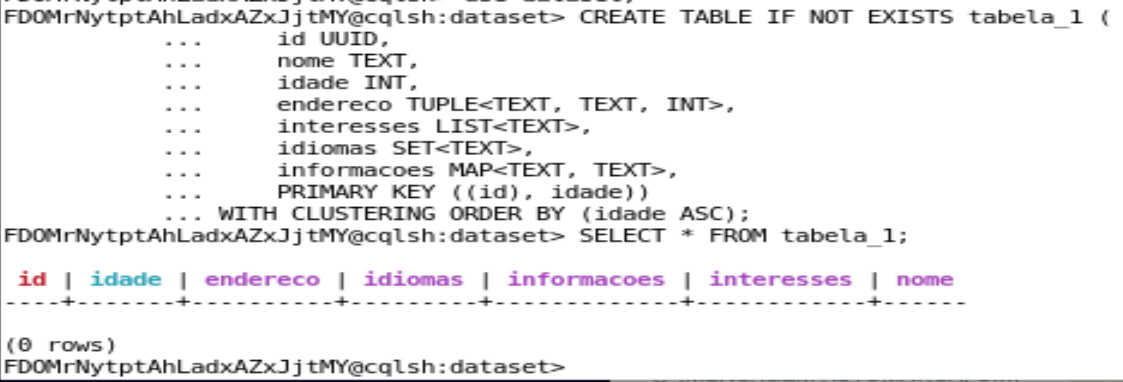 FDOMrNytptAhLadxAZxJjtMY@cqlsh:dataset> CREATE TABLE IF NOT EXISTS tabela_1 (
... id UUID,
... nome TEXT,
... idade INT,
... endereco TUPLE<TEXT, TEXT, INT>,
... interesses LIST<TEXT>,
... idiomas SET<TEXT>,
... informacoes MAP<TEXT, TEXT>,
... PRIMARY KEY ((id), idade))
... WITH CLUSTERING ORDER BY (idade ASC);
FDOMrNytptAhLadxAZxJjtMY@cqlsh:dataset> SELECT * FROM tabela_1;
id | idade | endereco | idiomas | informacoes | interesses | nome
----+-------+----------+---------+-------------+------------+------
(0 rows)
FDOMrNytptAhLadxAZxJjtMY@cqlsh:dataset>